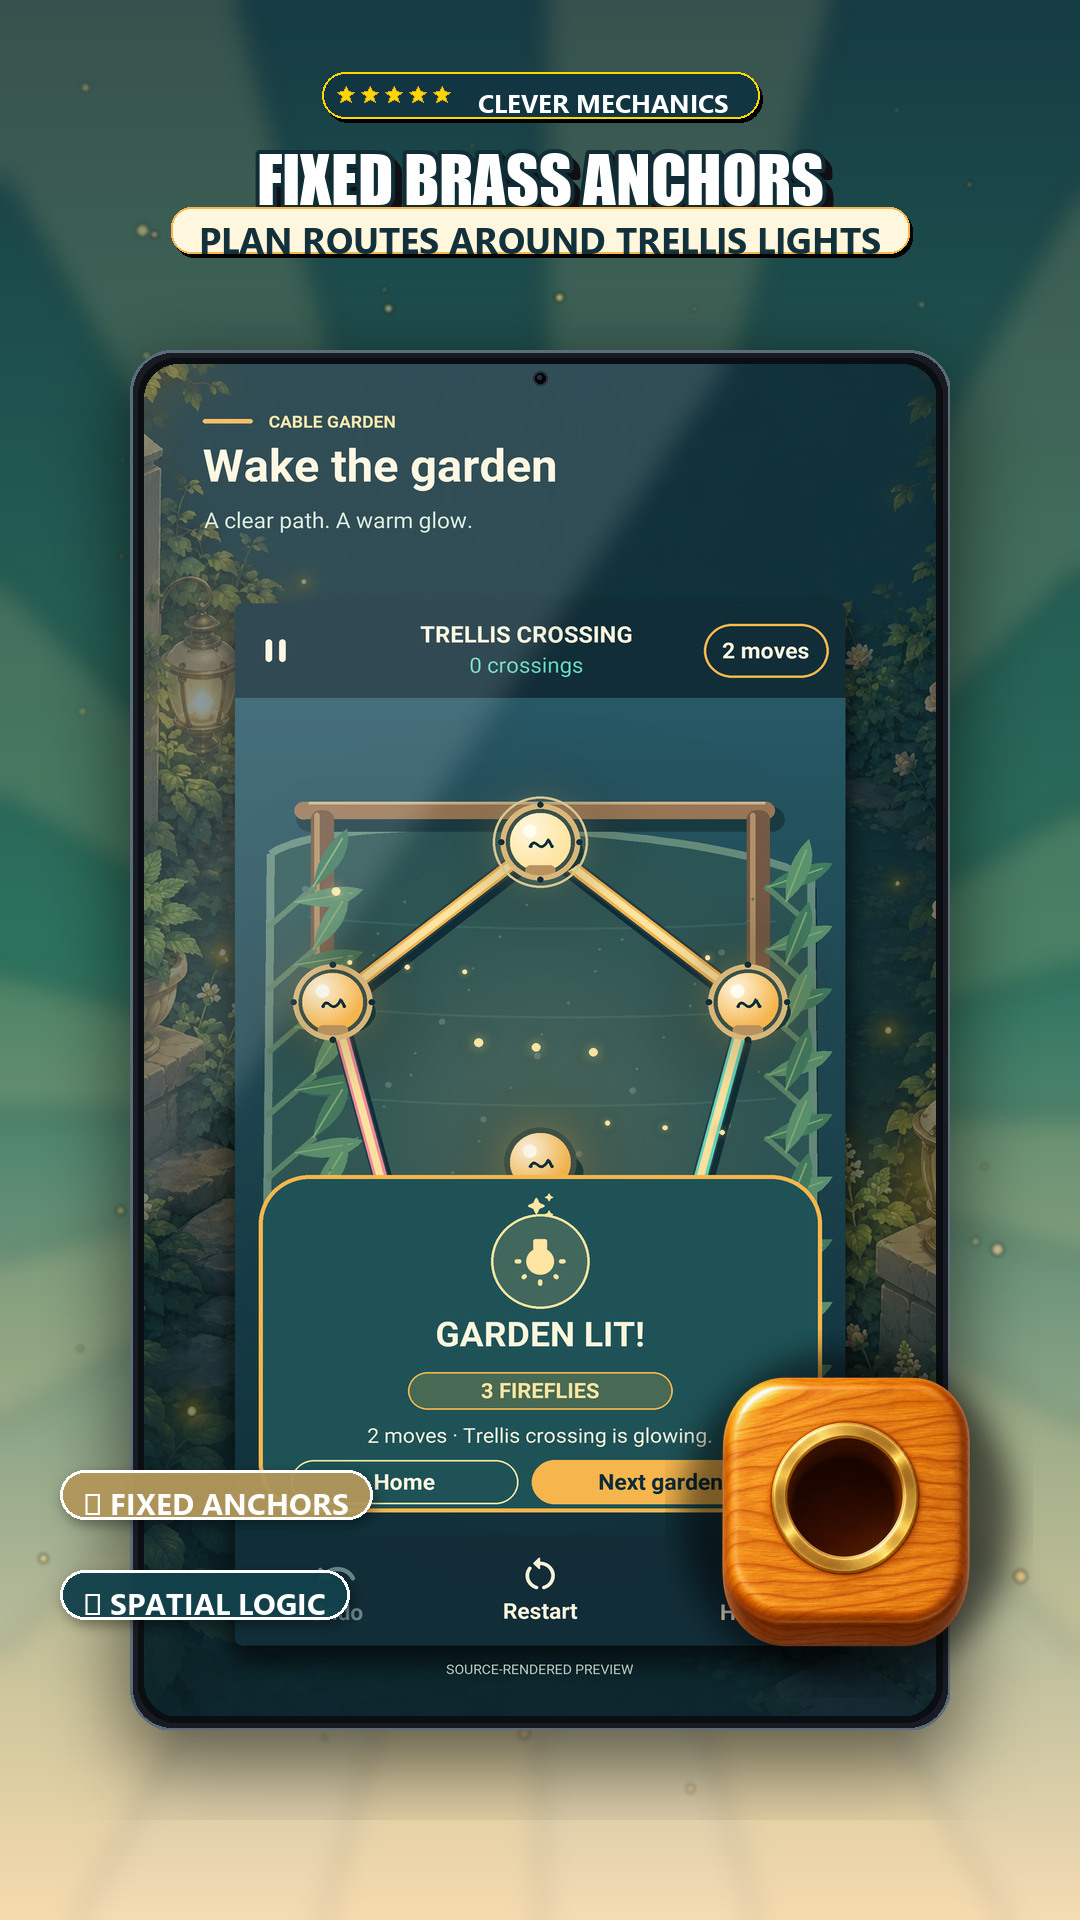 ★★★★★ CLEVER MECHANICS
FIXED BRASS ANCHORS
PLAN ROUTES AROUND TRELLIS LIGHTS
CABLE GARDEN
Wake the garden
A clear path. A warm glow.
TRELLIS CROSSING
0 crossings
2 moves
GARDEN LIT!
3 FIREFLIES
2 moves · Trellis crossing is glowing.
Home
Next garden
FIXED ANCHORS
SPATIAL LOGIC
Restart
SOURCE-RENDERED PREVIEW